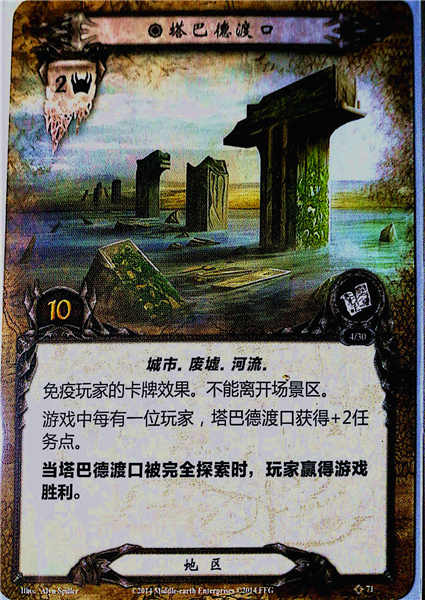 塔巴德渡口
2
10
4/30
城市. 废墟. 河流.
免疫玩家的卡牌效果。不能离开场景区。
游戏中每有一位玩家，塔巴德渡口获得+2任
务点。
当塔巴德渡口被完全探索时，玩家赢得游戏
胜利。
地区
Illus. Alyn Spiller
©2014 Middle-earth Enterprises ©2014 FFG
71